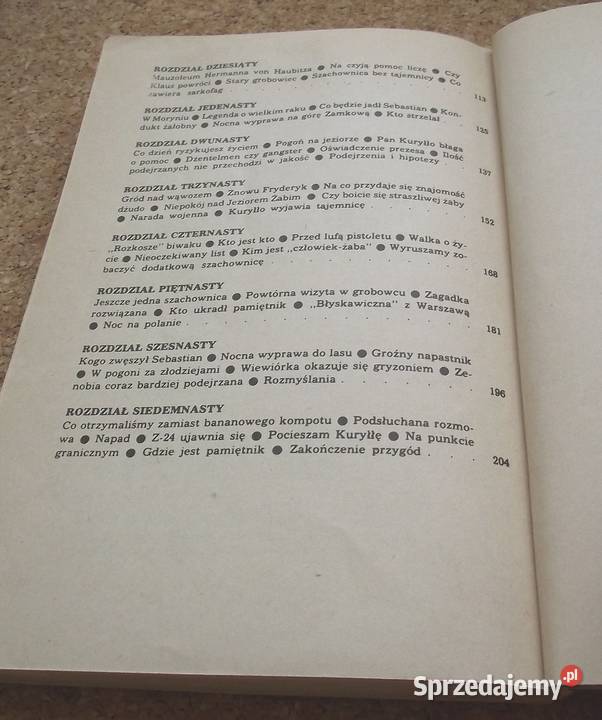 ROZDZIAŁ DZIESIĄTY
Mauzoleum Hermanna von Haubitza ● Na czyją pomoc liczę ● Czy
Klaus powróci ● Stary grobowiec ● Szachownica bez tajemnicy ● Co
zawiera sarkofag 113
ROZDZIAŁ JEDENASTY
W Moryniu ● Legenda o wielkim raku ● Co będzie jadł Sebastian ● Kon-
dukt żałobny ● Nocna wyprawa na górę Zamkową ● Kto strzelał 125
ROZDZIAŁ DWUNASTY
Co dzień ryzykujesz życiem ● Pogoń na jeziorze ● Pan Kuryłło błaga
o pomoc ● Dżentelmen czy gangster ● Oświadczenie prezesa ● Ilość
podejrzanych nie przechodzi w jakość ● Podejrzenia i hipotezy . 137
ROZDZIAŁ TRZYNASTY
Gród nad wąwozem ● Znowu Fryderyk ● Na co przydaje się znajomość
dżudo ● Niepokój nad Jeziorem Żabim ● Czy boicie się straszliwej żaby
● Narada wojenna ● Kuryłło wyjawia tajemnicę . . . . 152
ROZDZIAŁ CZTERNASTY
„Rozkosze" biwaku ● Kto jest kto ● Przed lufą pistoletu ● Walka o ży-
cie ● Nieoczekiwany list ● Kim jest „człowiek-żaba" ● Wyruszamy zo-
baczyć dodatkową szachownicę . . . . . . . 168
ROZDZIAŁ PIĘTNASTY
Jeszcze jedna szachownica ● Powtórna wizyta w grobowcu ● Zagadka
rozwiązana ● Kto ukradł pamiętnik ● „Błyskawiczna" z Warszawą
● Noc na polanie . . . . . . . . . . 181
ROZDZIAŁ SZESNASTY
Kogo zwęszył Sebastian ● Nocna wyprawa do lasu ● Groźny napastnik
● W pogoni za złodziejami ● Wiewiórka okazuje się gryzoniem ● Ze-
nobia coraz bardziej podejrzana ● Rozmyślania . . . . . 196
ROZDZIAŁ SIEDEMNASTY
Co otrzymaliśmy zamiast bananowego kompotu ● Podsłuchana rozmo-
wa ● Napad ● Z-24 ujawnia się ● Pocieszam Kuryłłę ● Na punkcie
granicznym ● Gdzie jest pamiętnik ● Zakończenie przygód . . . 204
Sprzedajemy.pl